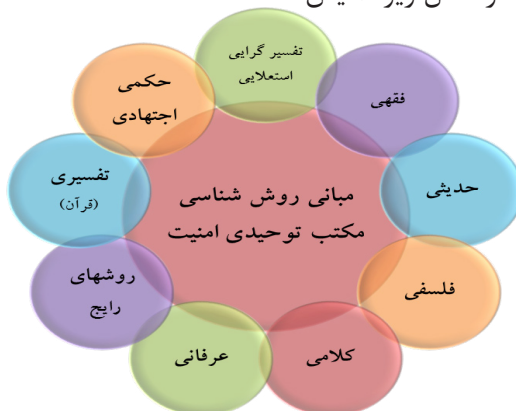 تفسیر گرایی
استعلایی
فقهی
حدیثی
فلسفی
کلامی
عرفانی
روشهای
رایج
تفسیری
(قرآن)
حکمی
اجتهادی
مبانی روش شناسی
مکتب توحیدی امنیت